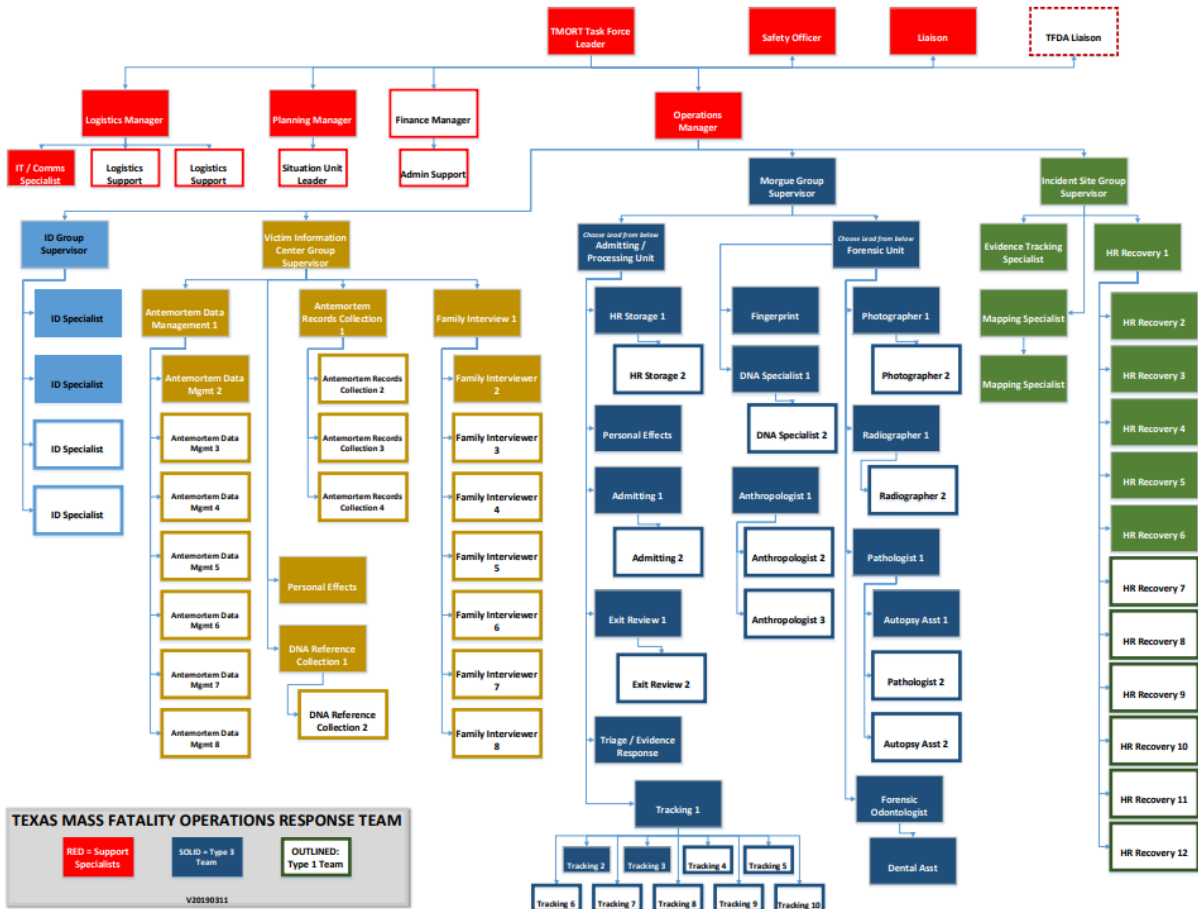 TMORT Task Force
Leader
Safety Officer
Liaison
TFDA Liaison
Logistics Manager
Planning Manager
Finance Manager
Operations
Manager
IT / Comms
Specialist
Logistics
Support
Logistics
Support
Situation Unit
Leader
Admin Support
Morgue Group
Supervisor
Incident Site Group
Supervisor
ID Group
Supervisor
Victim Information
Center Group
Supervisor
Choose Lead from below
Admitting /
Processing Unit
Choose Lead from below
Forensic Unit
Evidence Tracking
Specialist
HR Recovery 1
ID Specialist
ID Specialist
ID Specialist
ID Specialist
Antemortem Data
Management 1
Antemortem
Records Collection
1
Family Interview 1
Antemortem Data
Mgmt 2
Antemortem Data
Mgmt 3
Antemortem Data
Mgmt 4
Antemortem Data
Mgmt 5
Antemortem Data
Mgmt 6
Antemortem Data
Mgmt 7
Antemortem Data
Mgmt 8
Antemortem Records
Collection 2
Antemortem Records
Collection 3
Antemortem Records
Collection 4
Personal Effects
DNA Reference
Collection 1
DNA Reference
Collection 2
Family Interviewer
2
Family Interviewer
3
Family Interviewer
4
Family Interviewer
5
Family Interviewer
6
Family Interviewer
7
Family Interviewer
8
HR Storage 1
HR Storage 2
Personal Effects
Admitting 1
Admitting 2
Exit Review 1
Exit Review 2
Triage / Evidence
Response
Tracking 1
Tracking 2
Tracking 3
Tracking 4
Tracking 5
Tracking 6
Tracking 7
Tracking 8
Tracking 9
Tracking 10
Fingerprint
DNA Specialist 1
DNA Specialist 2
Anthropologist 1
Anthropologist 2
Anthropologist 3
Photographer 1
Photographer 2
Radiographer 1
Radiographer 2
Pathologist 1
Autopsy Asst 1
Pathologist 2
Autopsy Asst 2
Forensic
Odontologist
Dental Asst
Mapping Specialist
Mapping Specialist
HR Recovery 2
HR Recovery 3
HR Recovery 4
HR Recovery 5
HR Recovery 6
HR Recovery 7
HR Recovery 8
HR Recovery 9
HR Recovery 10
HR Recovery 11
HR Recovery 12
TEXAS MASS FATALITY OPERATIONS RESPONSE TEAM
RED = Support
Specialists
SOLID = Type 3
Team
OUTLINED:
Type 1 Team
V20190311